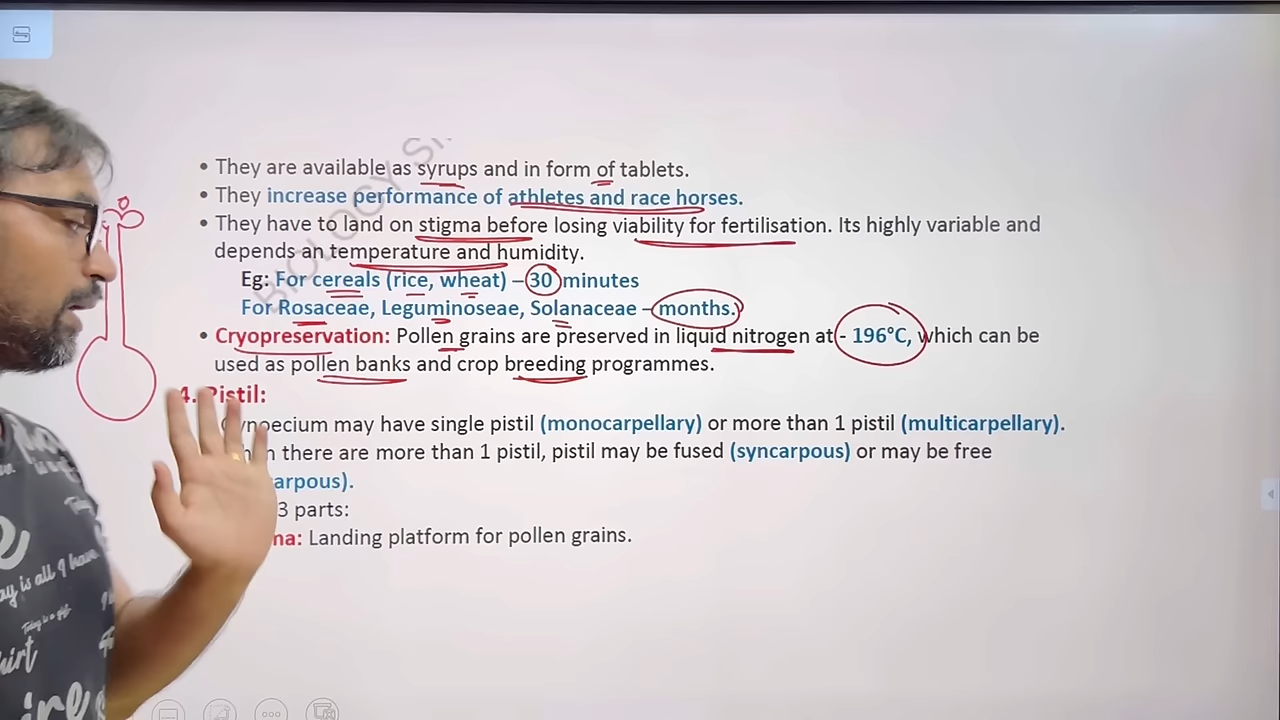 • They are available as syrups and in form of tablets.
• They increase performance of athletes and race horses.
• They have to land on stigma before losing viability for fertilisation. Its highly variable and
depends an temperature and humidity.
Eg: For cereals (rice, wheat) – 30 minutes
For Rosaceae, Leguminoseae, Solanaceae – months.
• Cryopreservation: Pollen grains are preserved in liquid nitrogen at - 196°C, which can be
used as pollen banks and crop breeding programmes.
4. Pistil:
may have single pistil (monocarpellary) or more than 1 pistil (multicarpellary).
there are more than 1 pistil, pistil may be fused (syncarpous) or may be free
3 parts:
Landing platform for pollen grains.